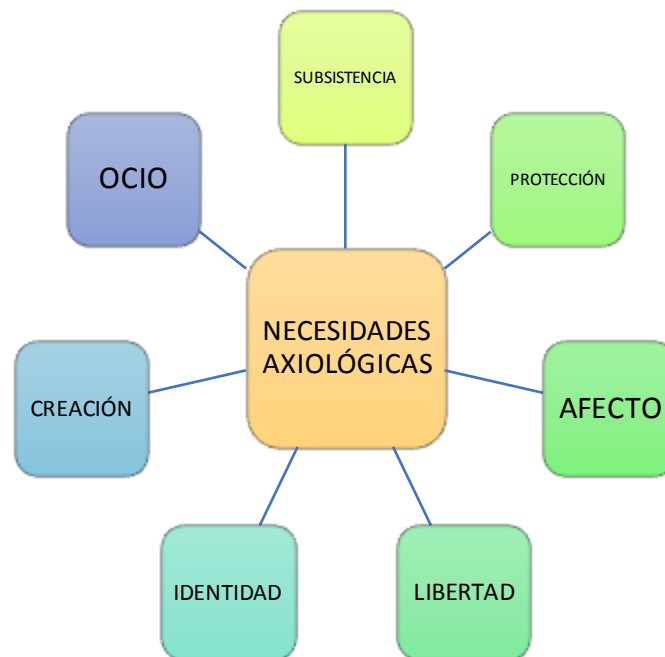 SUBSISTENCIA
OCIO
PROTECCIÓN
NECESIDADES
AXIOLÓGICAS
CREACIÓN
AFECTO
IDENTIDAD
LIBERTAD